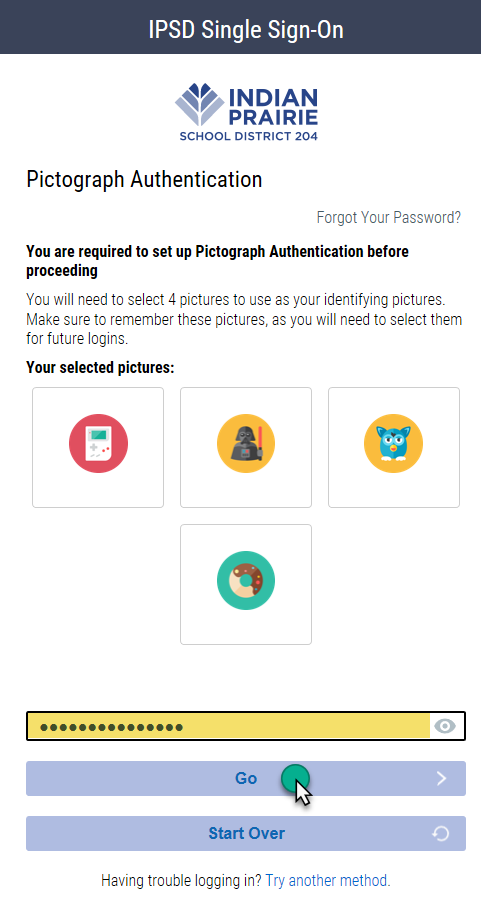 IPSD Single Sign-On
INDIAN
PRAIRIE
SCHOOL DISTRICT 204
Pictograph Authentication
Forgot Your Password?
You are required to set up Pictograph Authentication before
proceeding
You will need to select 4 pictures to use as your identifying pictures.
Make sure to remember these pictures, as you will need to select them
for future logins.
Your selected pictures:
Go
Start Over
Having trouble logging in? Try another method.